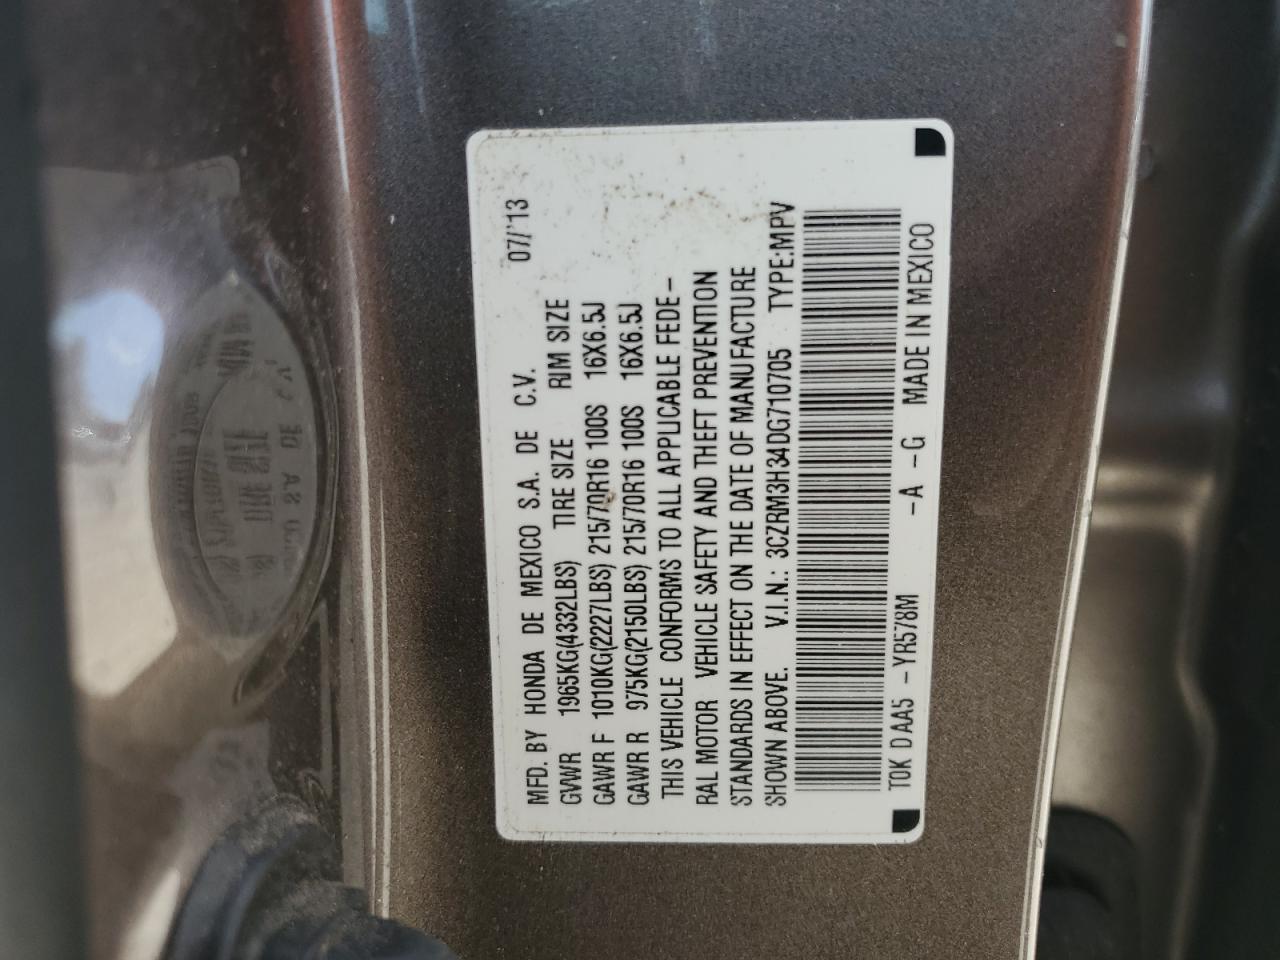 MFD. BY HONDA DE MEXICO S.A. DE C.V. 07/'13
GVWR 1965KG(4332LBS) TIRE SIZE RIM SIZE
GAWR F 1010KG(2227LBS) 215/70R16 100S 16X6.5J
GAWR R 975KG(2150LBS) 215/70R16 100S 16X6.5J
THIS VEHICLE CONFORMS TO ALL APPLICABLE FEDE-
RAL MOTOR VEHICLE SAFETY AND THEFT PREVENTION
STANDARDS IN EFFECT ON THE DATE OF MANUFACTURE
SHOWN ABOVE. V.I.N.: 3CZRM3H34DG710705 TYPE:MPV
T0K D AA5 -YR578M -A -G MADE IN MEXICO